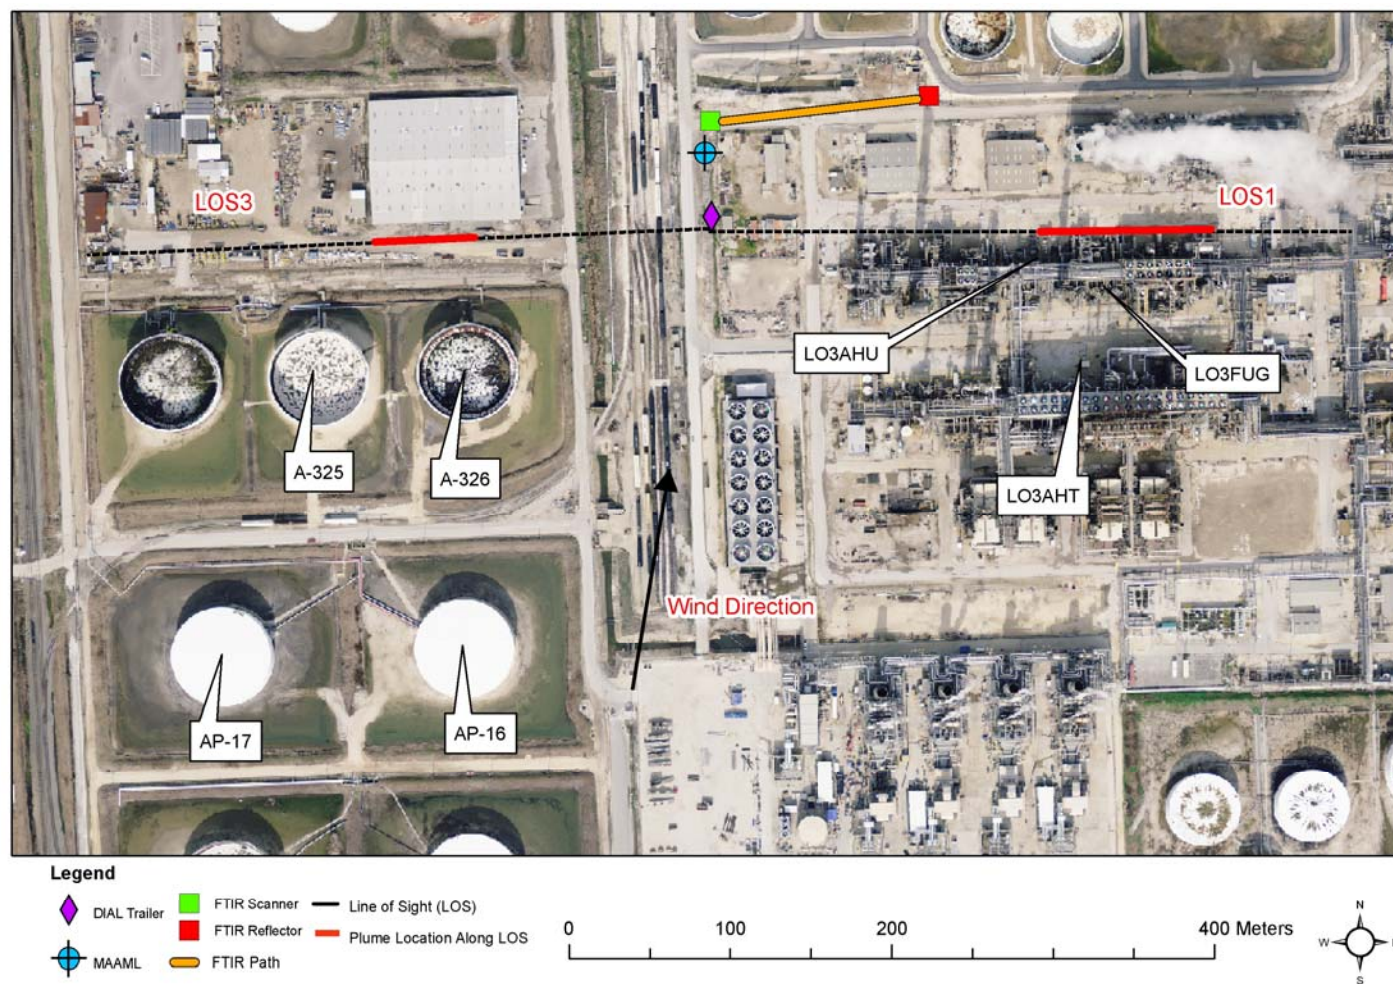 LOS3
LOS1
LO3AHU
LO3FUG
A-325
A-326
LO3AHT
Wind Direction
AP-17
AP-16
Legend
DIAL Trailer
FTIR Scanner
Line of Sight (LOS)
FTIR Reflector
Plume Location Along LOS
MAAML
FTIR Path
0 100 200 400 Meters
N
W
S